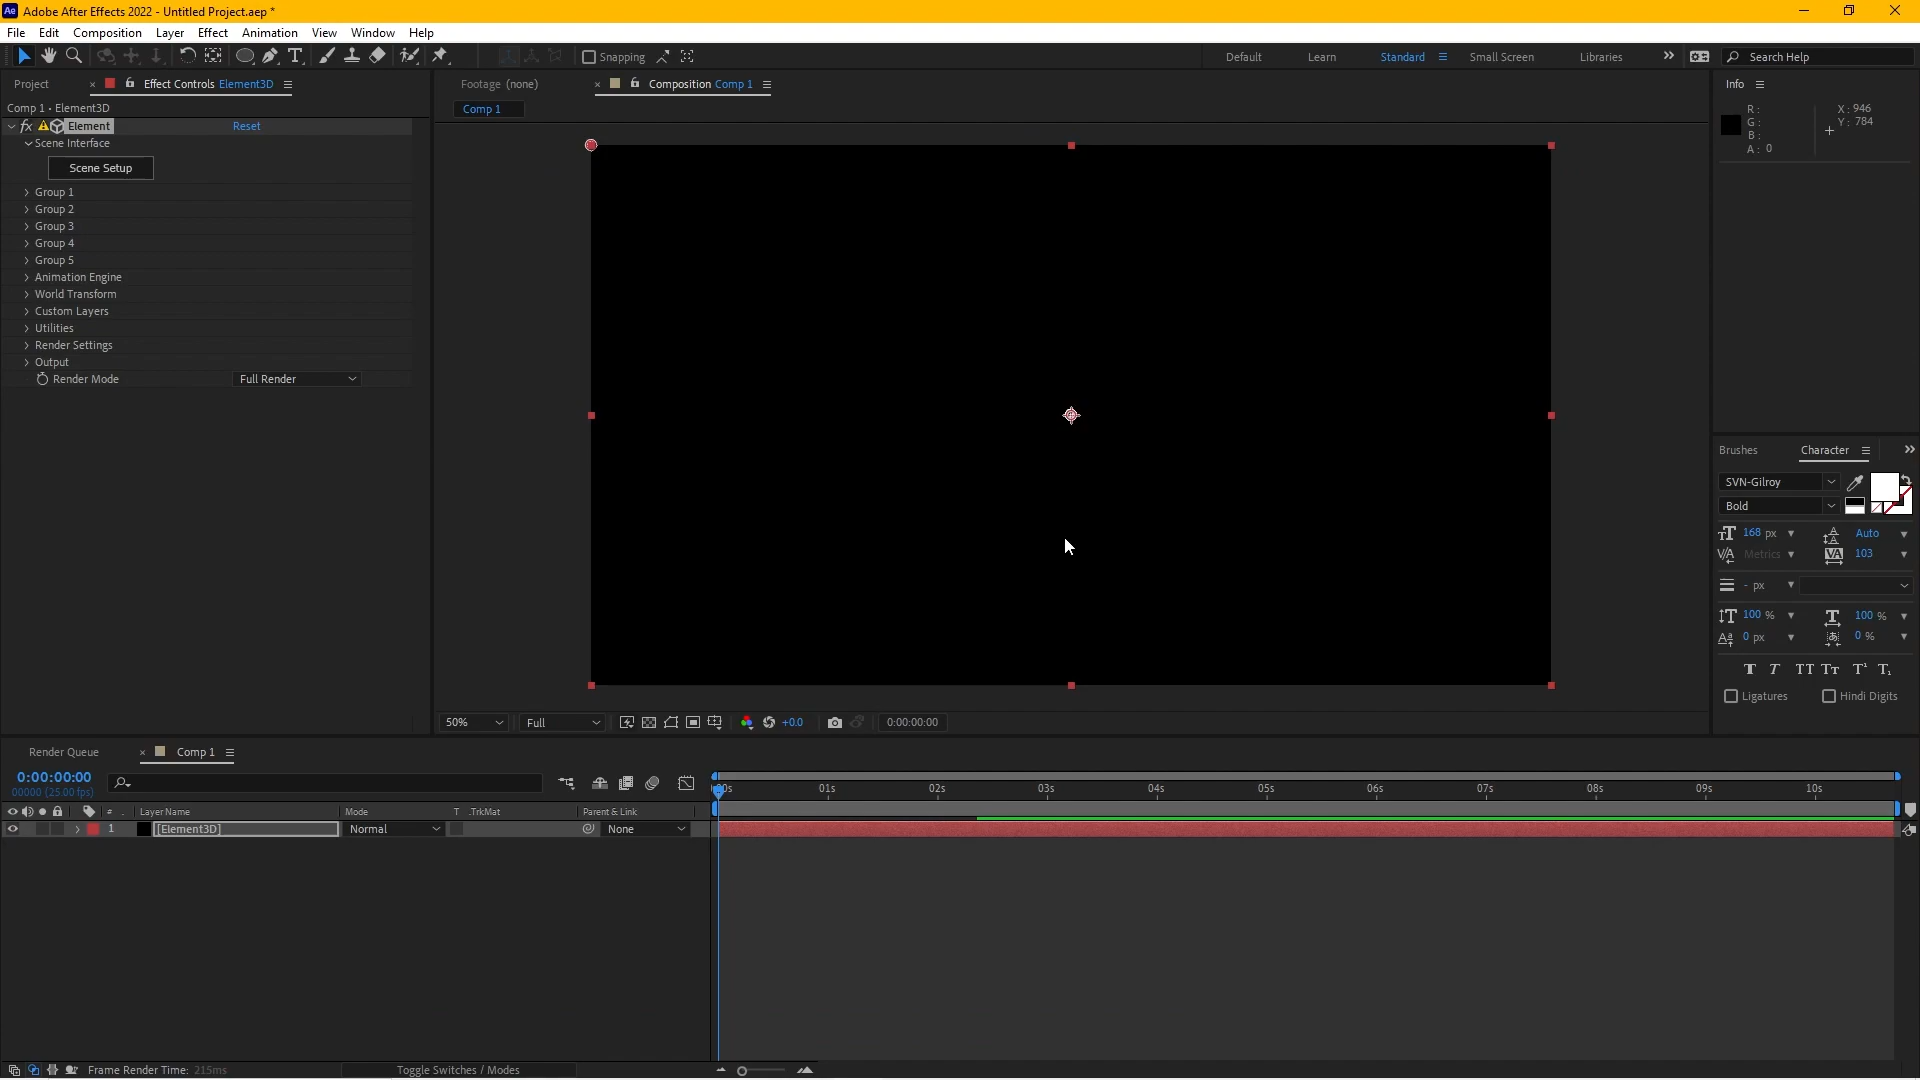 Ae Adobe After Effects 2022 - Untitled Project.aep *
File Edit Composition Layer Effect Animation View Window Help
Snapping
Default Learn Standard Small Screen Libraries Search Help
Project Effect Controls Element3D
Footage (none) Composition Comp 1
Info
Comp 1 • Element3D
Comp 1
R :
G :
B :
A : 0
X : 946
Y : 784
fx Element Reset
Scene Interface
Scene Setup
Group 1
Group 2
Group 3
Group 4
Group 5
Animation Engine
World Transform
Custom Layers
Utilities
Render Settings
Output
Render Mode Full Render
Brushes Character
SVN-Gilroy
Bold
168 px Auto
Metrics 103
- px
100 % 100 %
0 px 0 %
Ligatures Hindi Digits
50% Full +0.0 0:00:00:00
Render Queue Comp 1
0:00:00:00
00000 (25.00 fps)
:00s 01s 02s 03s 04s 05s 06s 07s 08s 09s 10s
# . Layer Name Mode T .TrkMat Parent & Link
1 [Element3D] Normal None
Frame Render Time: 215ms Toggle Switches / Modes